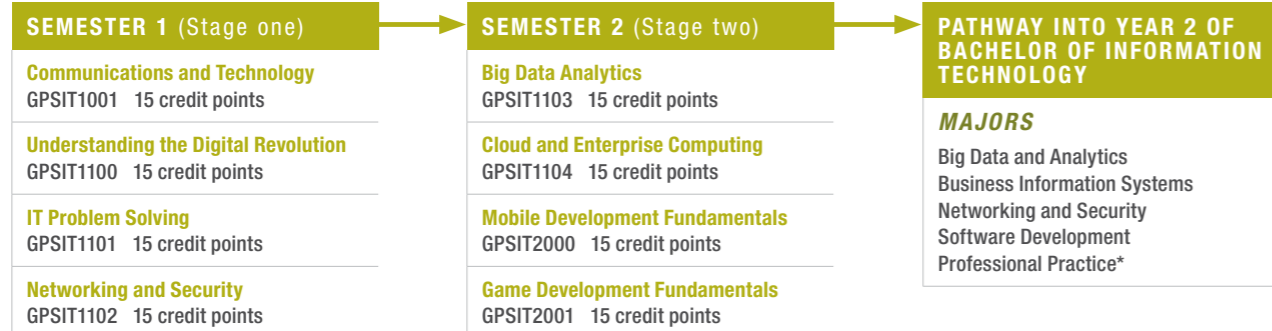 SEMESTER 1 (Stage one)
Communications and Technology
GPSIT1001 15 credit points
Understanding the Digital Revolution
GPSIT1100 15 credit points
IT Problem Solving
GPSIT1101 15 credit points
Networking and Security
GPSIT1102 15 credit points
SEMESTER 2 (Stage two)
Big Data Analytics
GPSIT1103 15 credit points
Cloud and Enterprise Computing
GPSIT1104 15 credit points
Mobile Development Fundamentals
GPSIT2000 15 credit points
Game Development Fundamentals
GPSIT2001 15 credit points
PATHWAY INTO YEAR 2 OF
BACHELOR OF INFORMATION
TECHNOLOGY
MAJORS
Big Data and Analytics
Business Information Systems
Networking and Security
Software Development
Professional Practice*